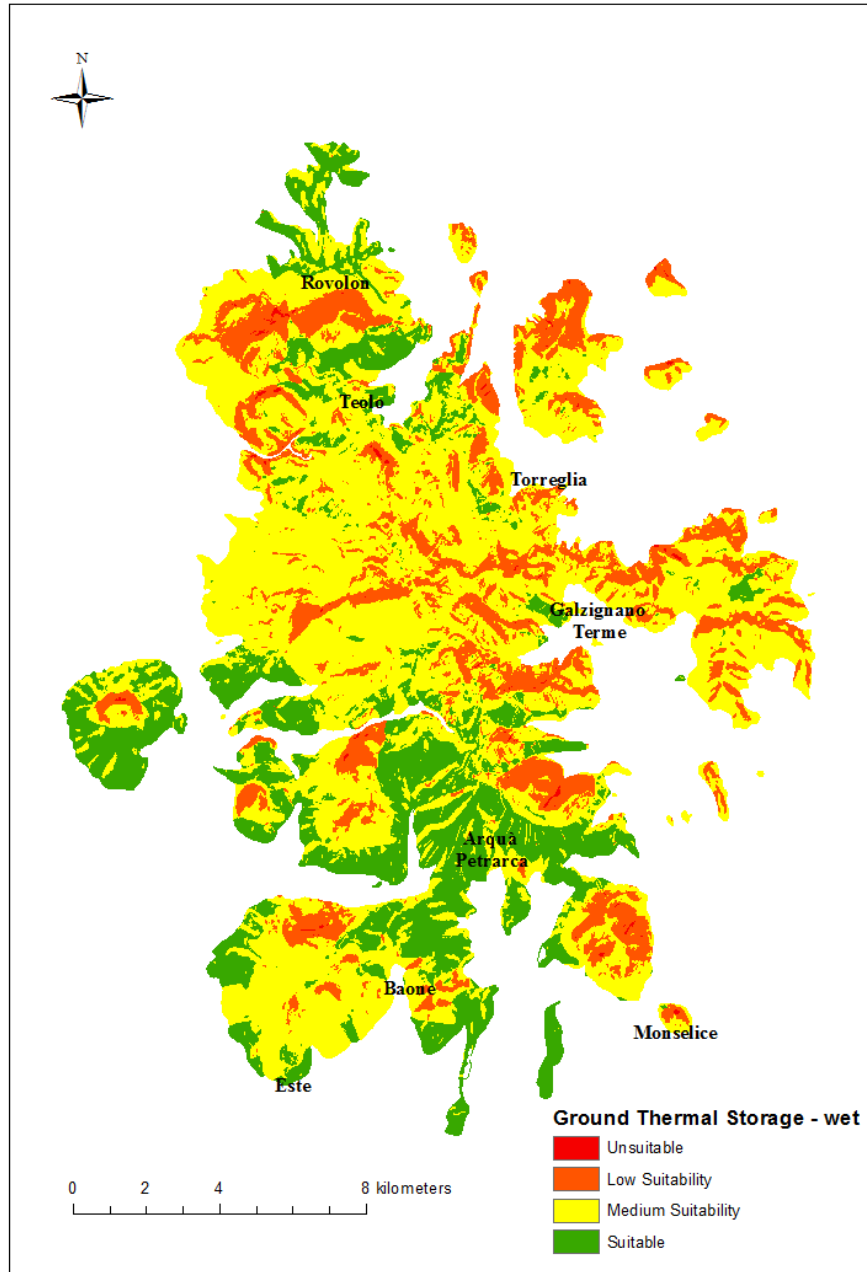 N
Rovolon
Teolo
Torreglia
Galzignano
Terme
Arquà
Petrarca
Baone
Monselice
Este
Ground Thermal Storage - wet
Unsuitable
Low Suitability
Medium Suitability
Suitable
0 2 4 8 kilometers